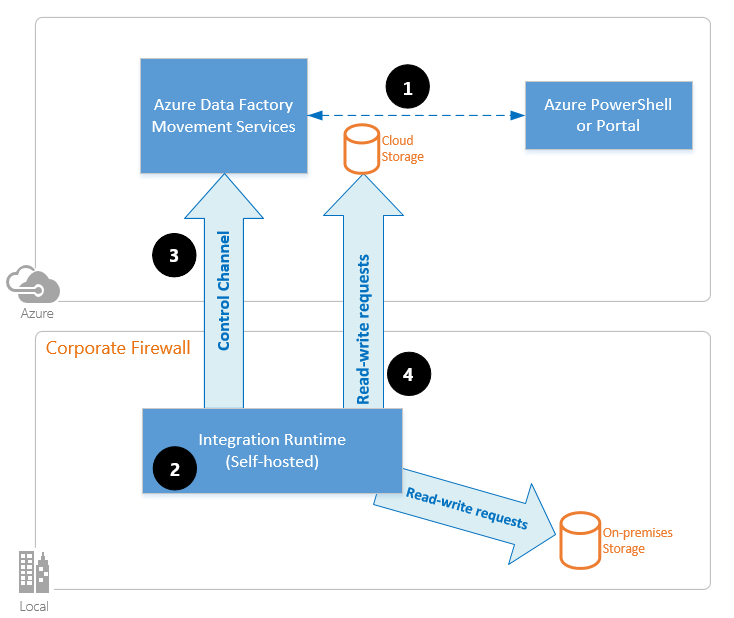 Azure Data Factory
Movement Services
1
Azure PowerShell
or Portal
Cloud
Storage
3
Control Channel
Read-write requests
Azure
Corporate Firewall
4
Integration Runtime
(Self-hosted)
2
Read-write requests
On-premises
Storage
Local